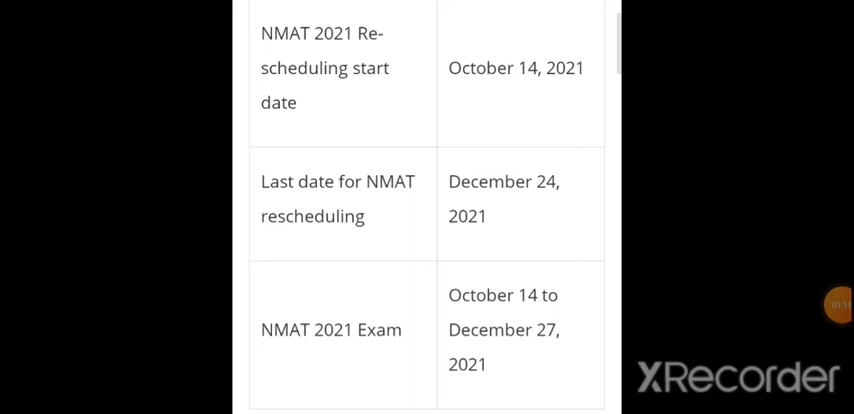 NMAT 2021 Re-
scheduling start
date
October 14, 2021
Last date for NMAT
rescheduling
December 24,
2021
NMAT 2021 Exam
October 14 to
December 27,
2021
XRecorder